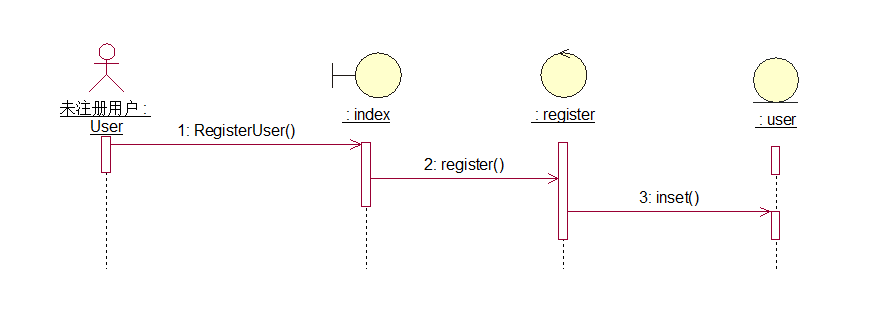 未注册用户 :
User
: index
: register
: user
1: RegisterUser()
2: register()
3: inset()